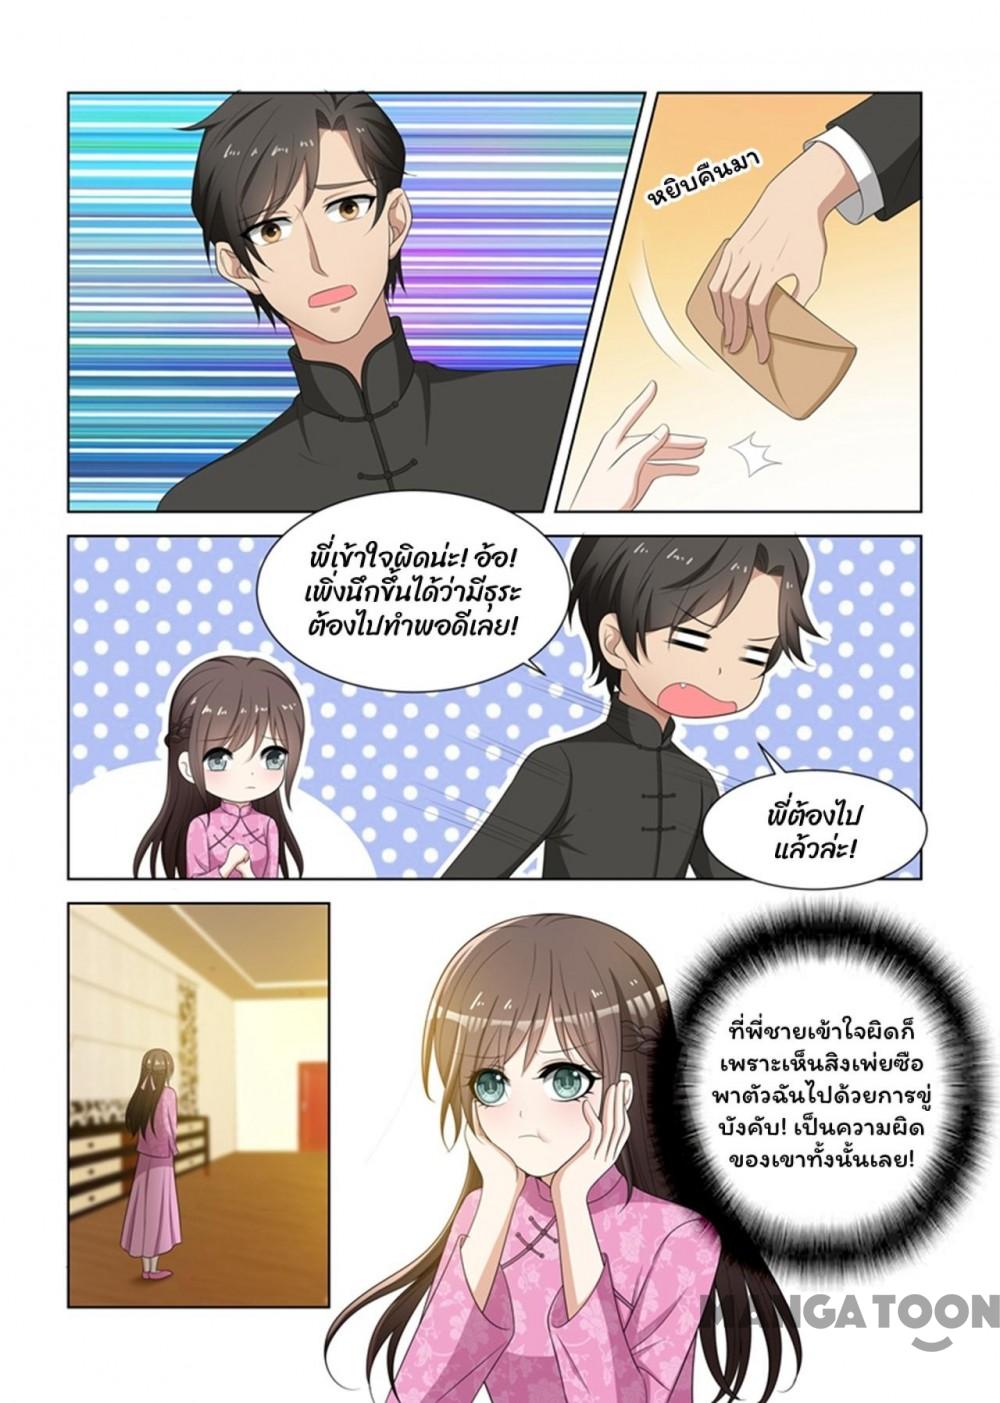 หยิบคืนมา
พี่เข้าใจผิดน่ะ! อ้อ!
เพิ่งนึกขึ้นได้ว่ามีธุระ
ต้องไปทำพอดีเลย!
พี่ต้องไป
แล้วล่ะ!
ที่พี่ชายเข้าใจผิดก็
เพราะเห็นสิงเพ่ยซือ
พาตัวฉันไปด้วยการขู่
บังคับ! เป็นความผิด
ของเขาทั้งนั้นเลย!
MANGATOON